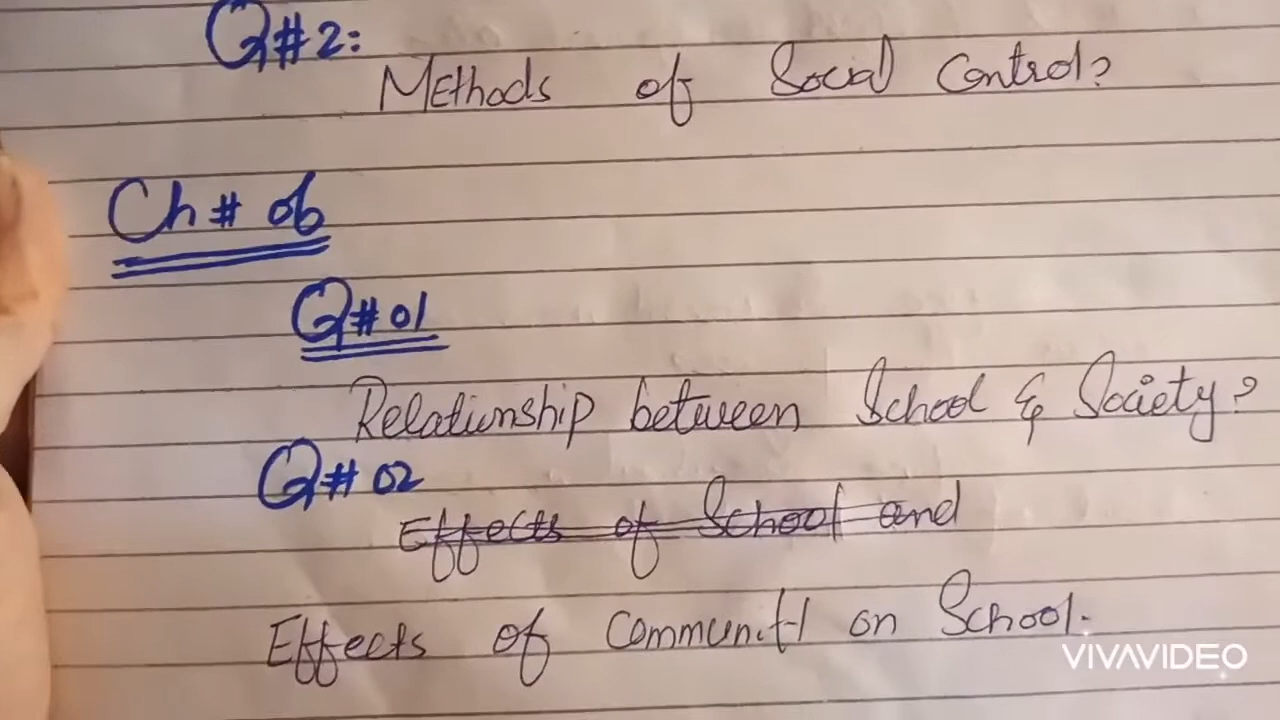 Q#2:
Methods of Social Control?
Ch# 06
Q#01
Relationship between School & Society?
Q#02
Effects of School and
Effects of Community on School.
VIVAVIDEO